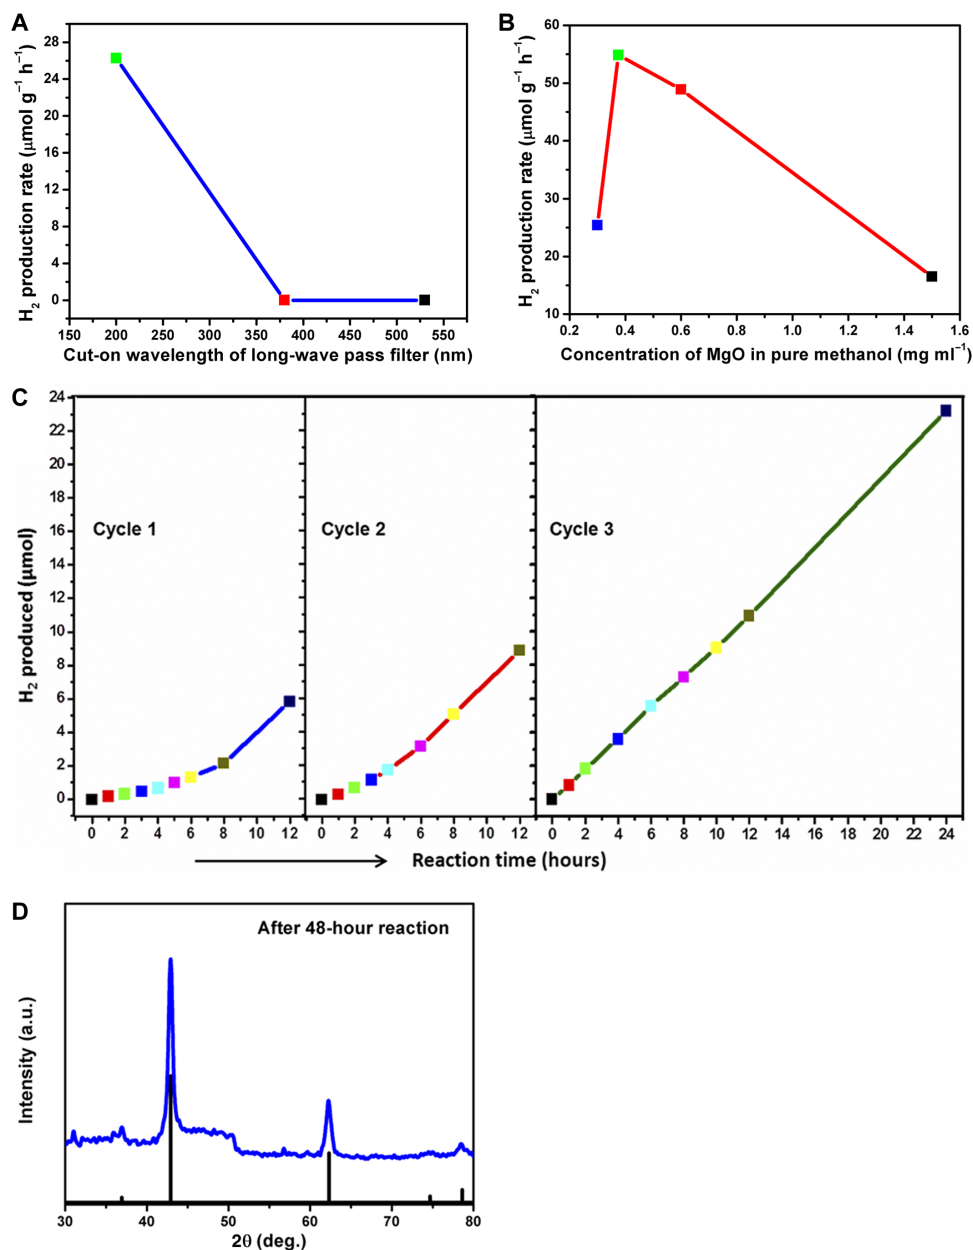 A
H₂ production rate (μmol g⁻¹ h⁻¹)
28
24
20
16
12
8
4
0
150 200 250 300 350 400 450 500 550
Cut-on wavelength of long-wave pass filter (nm)
B
H₂ production rate (μmol g⁻¹ h⁻¹)
60
50
40
30
20
10
0.2 0.4 0.6 0.8 1.0 1.2 1.4 1.6
Concentration of MgO in pure methanol (mg ml⁻¹)
C
H₂ produced (μmol)
24
22
20
18
16
14
12
10
8
6
4
2
0
Cycle 1
Cycle 2
Cycle 3
0 2 4 6 8 10 12
0 2 4 6 8 10 12
0 2 4 6 8 10 12 14 16 18 20 22 24
Reaction time (hours)
D
After 48-hour reaction
Intensity (a.u.)
30 40 50 60 70 80
2θ (deg.)